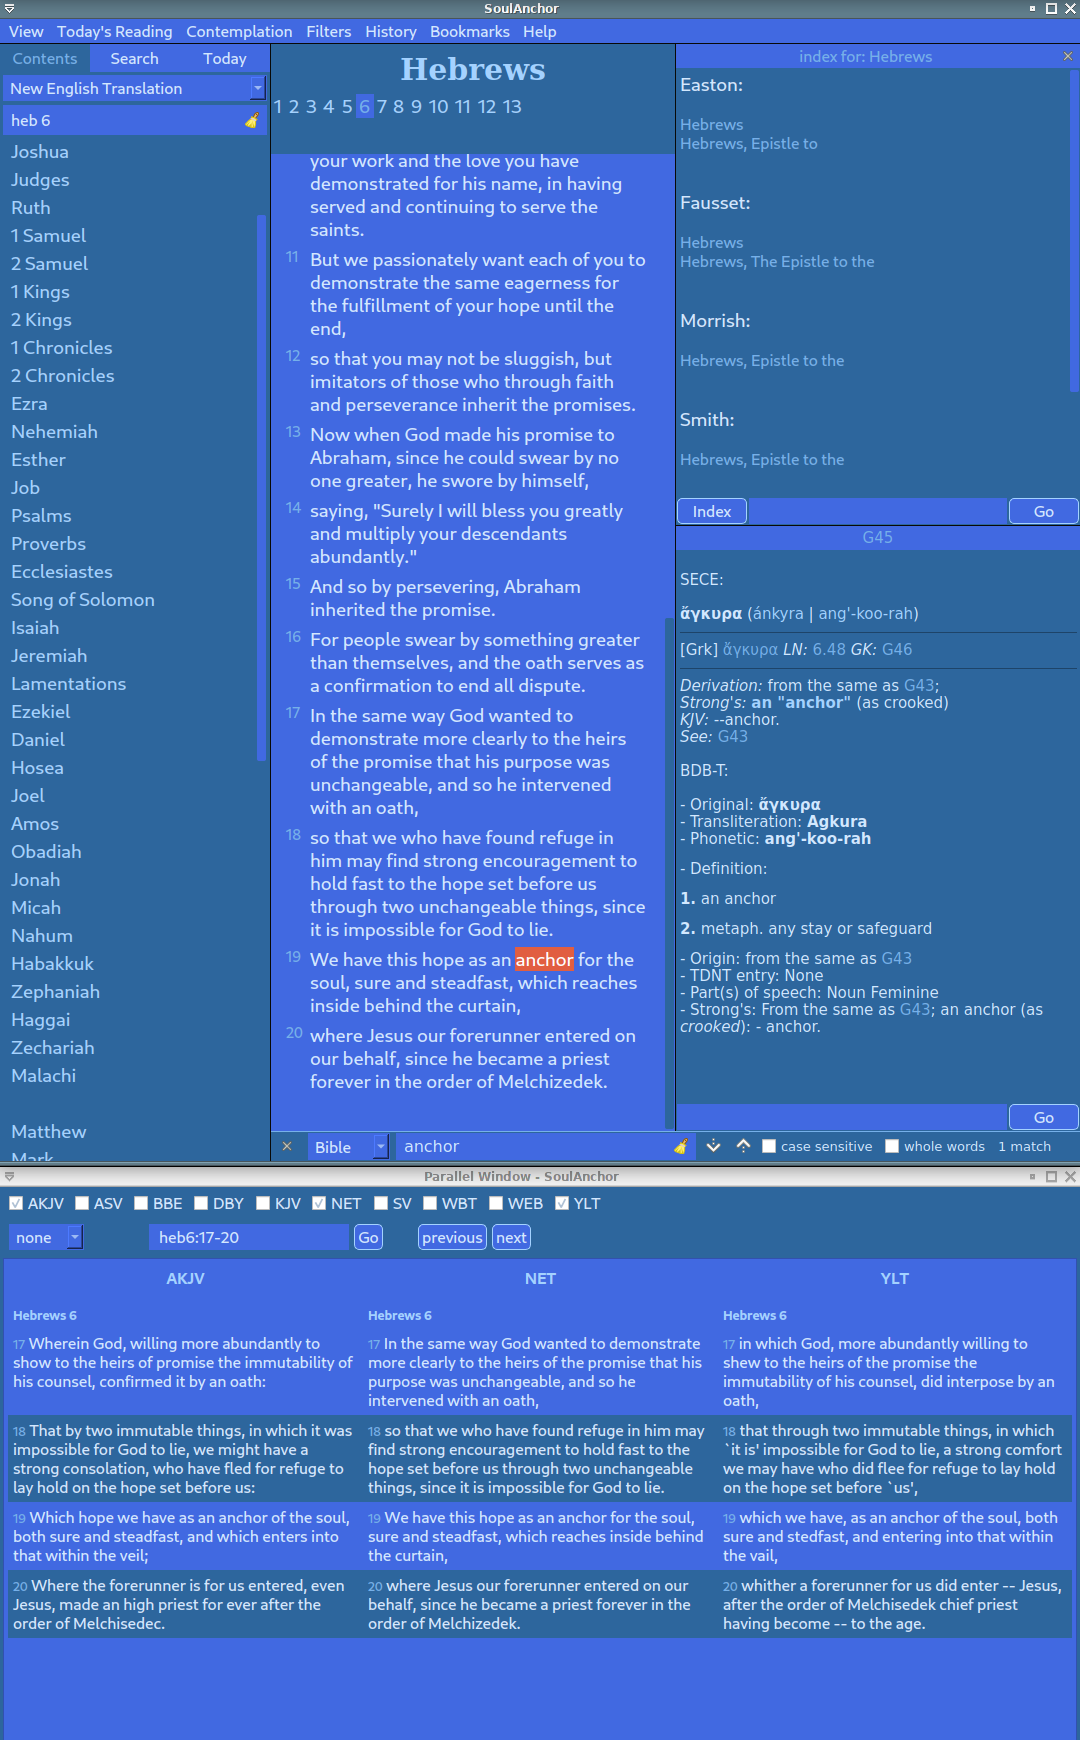 SoulAnchor
View Today's Reading Contemplation Filters History Bookmarks Help
Contents Search Today
New English Translation
heb 6
Joshua
Judges
Ruth
1 Samuel
2 Samuel
1 Kings
2 Kings
1 Chronicles
2 Chronicles
Ezra
Nehemiah
Esther
Job
Psalms
Proverbs
Ecclesiastes
Song of Solomon
Isaiah
Jeremiah
Lamentations
Ezekiel
Daniel
Hosea
Joel
Amos
Obadiah
Jonah
Micah
Nahum
Habakkuk
Zephaniah
Haggai
Zechariah
Malachi
Matthew
Mark
Hebrews
1 2 3 4 5 6 7 8 9 10 11 12 13
your work and the love you have
demonstrated for his name, in having
served and continuing to serve the
saints.
11 But we passionately want each of you to
demonstrate the same eagerness for
the fulfillment of your hope until the
end,
12 so that you may not be sluggish, but
imitators of those who through faith
and perseverance inherit the promises.
13 Now when God made his promise to
Abraham, since he could swear by no
one greater, he swore by himself,
14 saying, "Surely I will bless you greatly
and multiply your descendants
abundantly."
15 And so by persevering, Abraham
inherited the promise.
16 For people swear by something greater
than themselves, and the oath serves as
a confirmation to end all dispute.
17 In the same way God wanted to
demonstrate more clearly to the heirs
of the promise that his purpose was
unchangeable, and so he intervened
with an oath,
18 so that we who have found refuge in
him may find strong encouragement to
hold fast to the hope set before us
through two unchangeable things, since
it is impossible for God to lie.
19 We have this hope as an anchor for the
soul, sure and steadfast, which reaches
inside behind the curtain,
20 where Jesus our forerunner entered on
our behalf, since he became a priest
forever in the order of Melchizedek.
Bible anchor case sensitive whole words 1 match
index for: Hebrews
Easton:
Hebrews
Hebrews, Epistle to
Fausset:
Hebrews
Hebrews, The Epistle to the
Morrish:
Hebrews, Epistle to the
Smith:
Hebrews, Epistle to the
Index Go
G45
SECE:
ἄγκυρα (ánkyra | ang'-koo-rah)
[Grk] ἄγκυρα LN: 6.48 GK: G46
Derivation: from the same as G43;
Strong's: an "anchor" (as crooked)
KJV: --anchor.
See: G43
BDB-T:
- Original: ἄγκυρα
- Transliteration: Agkura
- Phonetic: ang'-koo-rah
- Definition:
1. an anchor
2. metaph. any stay or safeguard
- Origin: from the same as G43
- TDNT entry: None
- Part(s) of speech: Noun Feminine
- Strong's: From the same as G43; an anchor (as
crooked): - anchor.
Go
Parallel Window - SoulAnchor
AKJV ASV BBE DBY KJV NET SV WBT WEB YLT
none heb6:17-20 Go previous next
AKJV
Hebrews 6
17 Wherein God, willing more abundantly to
show to the heirs of promise the immutability of
his counsel, confirmed it by an oath:
18 That by two immutable things, in which it was
impossible for God to lie, we might have a
strong consolation, who have fled for refuge to
lay hold on the hope set before us:
19 Which hope we have as an anchor of the soul,
both sure and steadfast, and which enters into
that within the veil;
20 Where the forerunner is for us entered, even
Jesus, made an high priest for ever after the
order of Melchisedec.
NET
Hebrews 6
17 In the same way God wanted to demonstrate
more clearly to the heirs of the promise that his
purpose was unchangeable, and so he
intervened with an oath,
18 so that we who have found refuge in him may
find strong encouragement to hold fast to the
hope set before us through two unchangeable
things, since it is impossible for God to lie.
19 We have this hope as an anchor for the soul,
sure and steadfast, which reaches inside behind
the curtain,
20 where Jesus our forerunner entered on our
behalf, since he became a priest forever in the
order of Melchizedek.
YLT
Hebrews 6
17 in which God, more abundantly willing to
shew to the heirs of the promise the
immutability of his counsel, did interpose by an
oath,
18 that through two immutable things, in which
`it is' impossible for God to lie, a strong comfort
we may have who did flee for refuge to lay hold
on the hope set before `us',
19 which we have, as an anchor of the soul, both
sure and stedfast, and entering into that within
the vail,
20 whither a forerunner for us did enter -- Jesus,
after the order of Melchisedek chief priest
having become -- to the age.